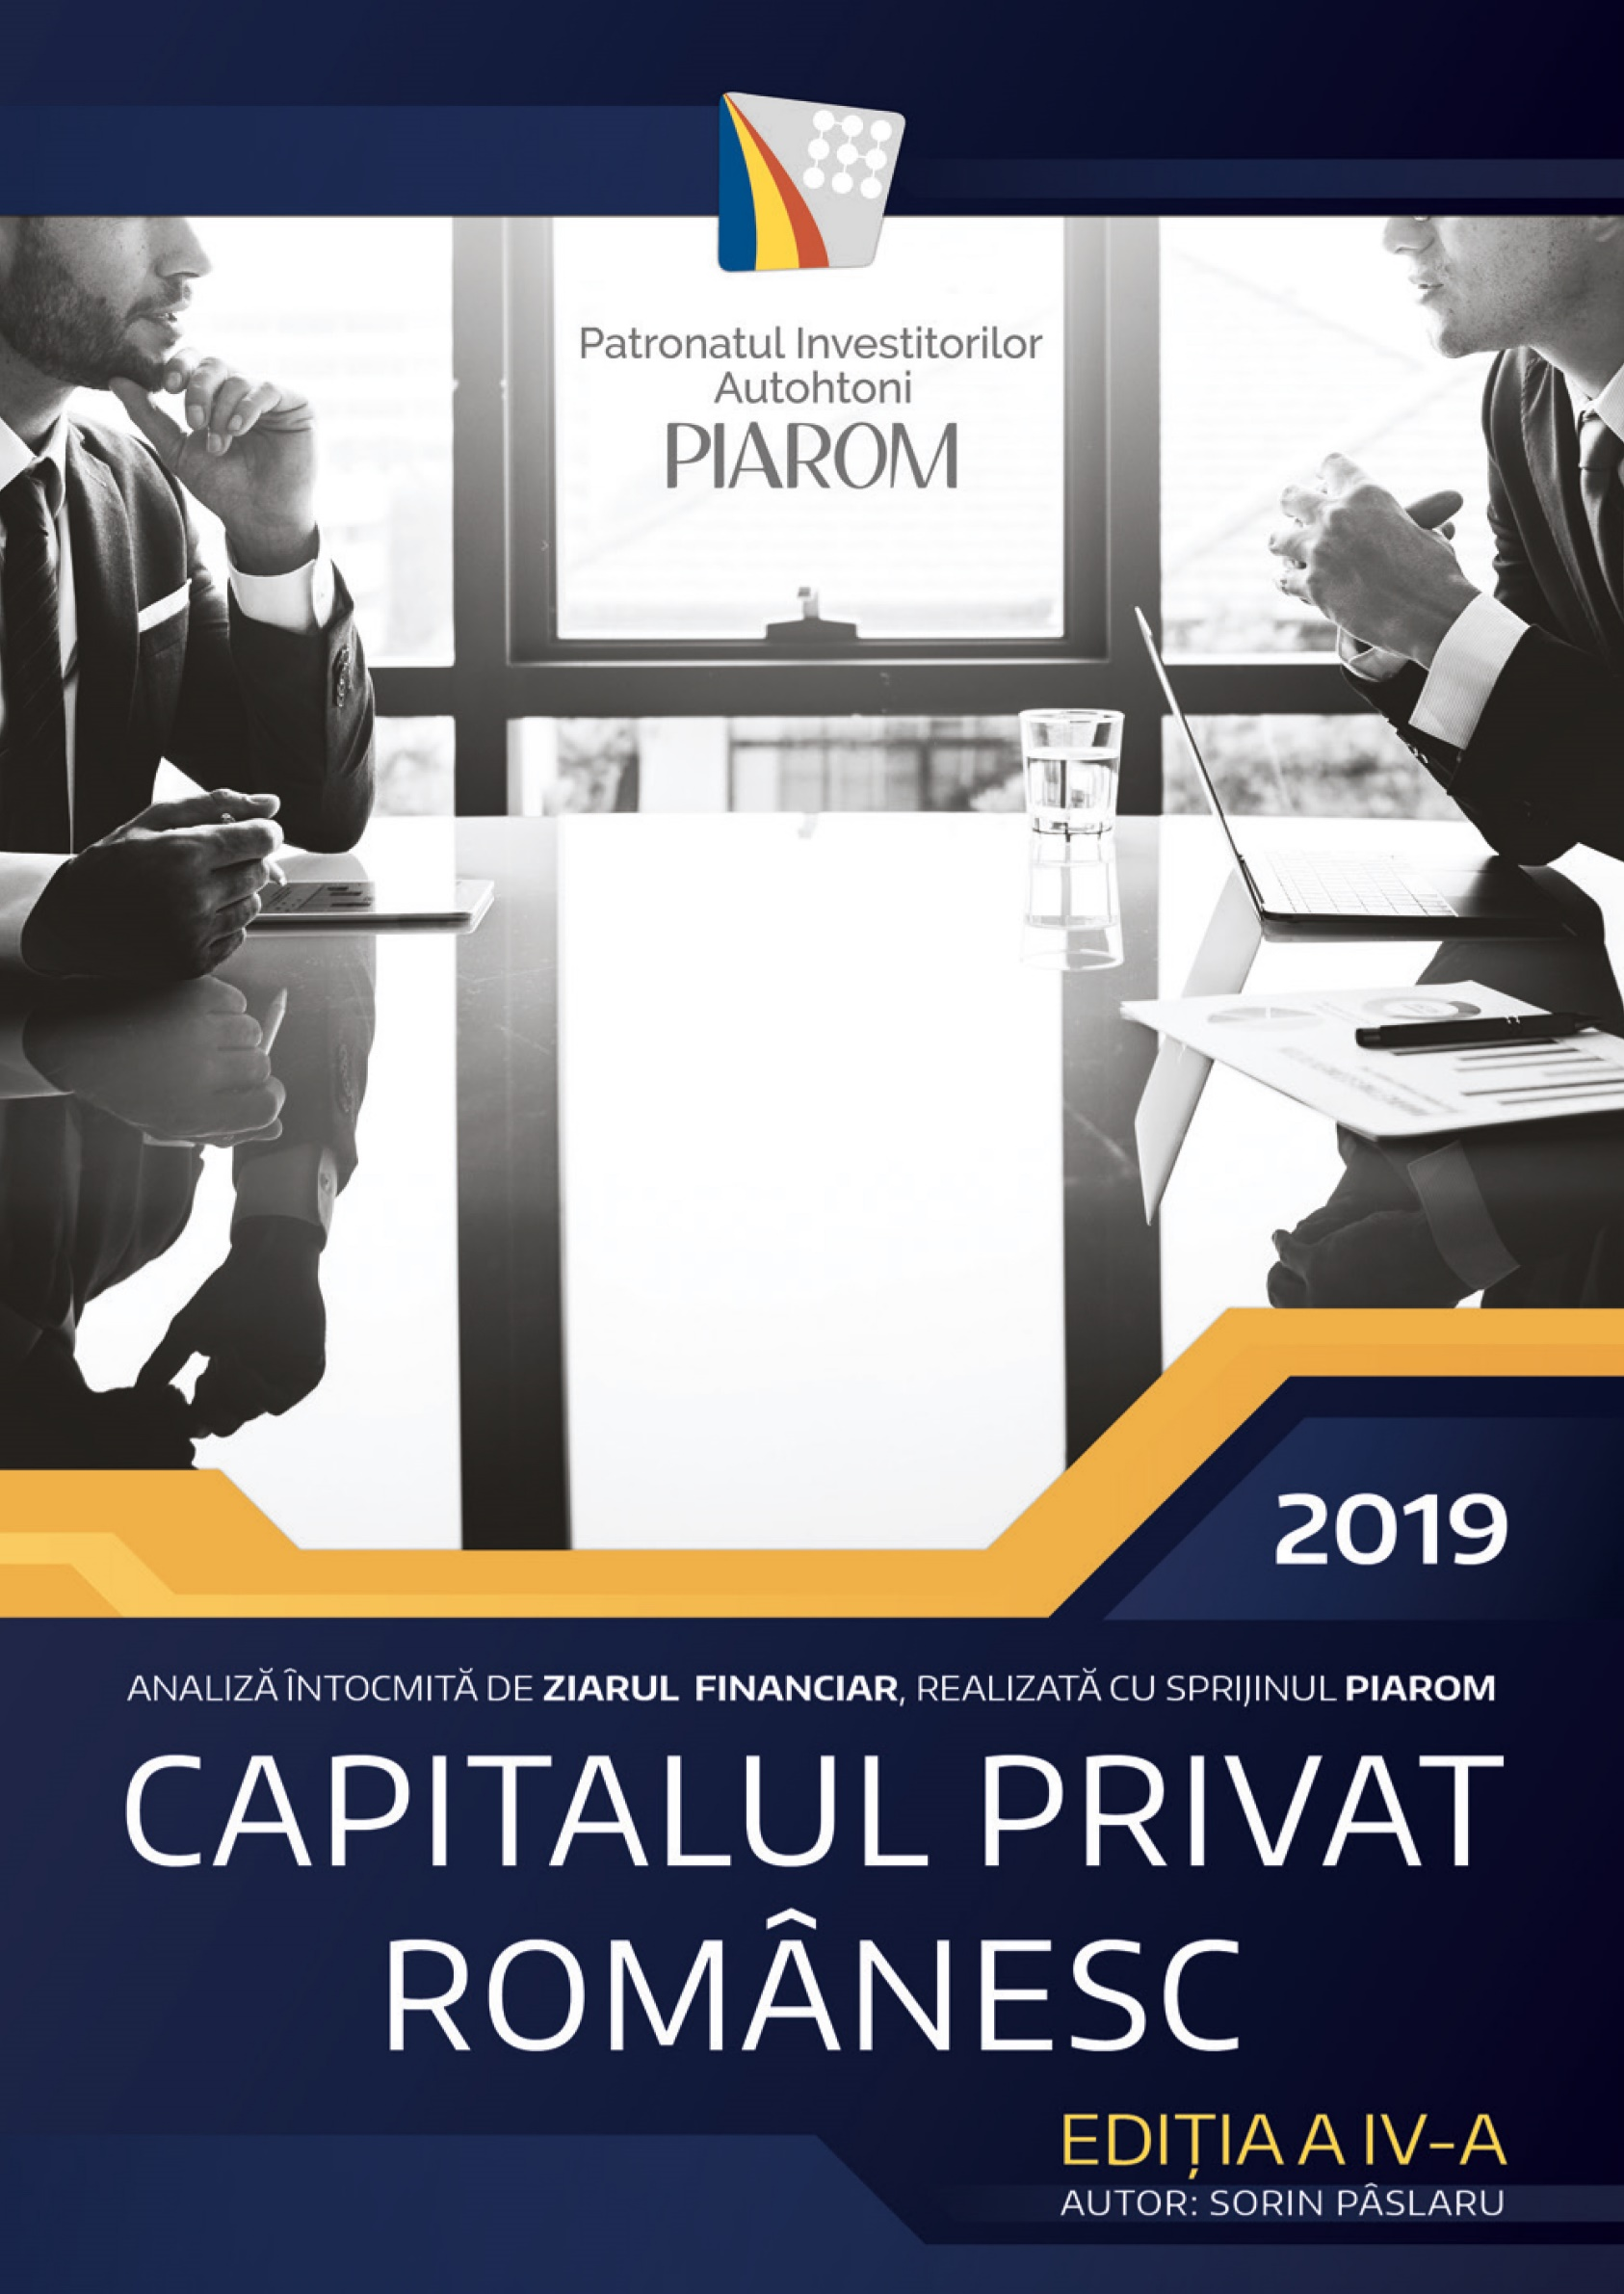 Patronatul Investitorilor
Autohtoni
PIAROM
2019
ANALIZĂ ÎNTOCMITĂ DE ZIARUL FINANCIAR, REALIZATĂ CU SPRIJINUL PIAROM
CAPITALUL PRIVAT
ROMÂNESC
EDIȚIA A IV-A
AUTOR: SORIN PÂSLARU